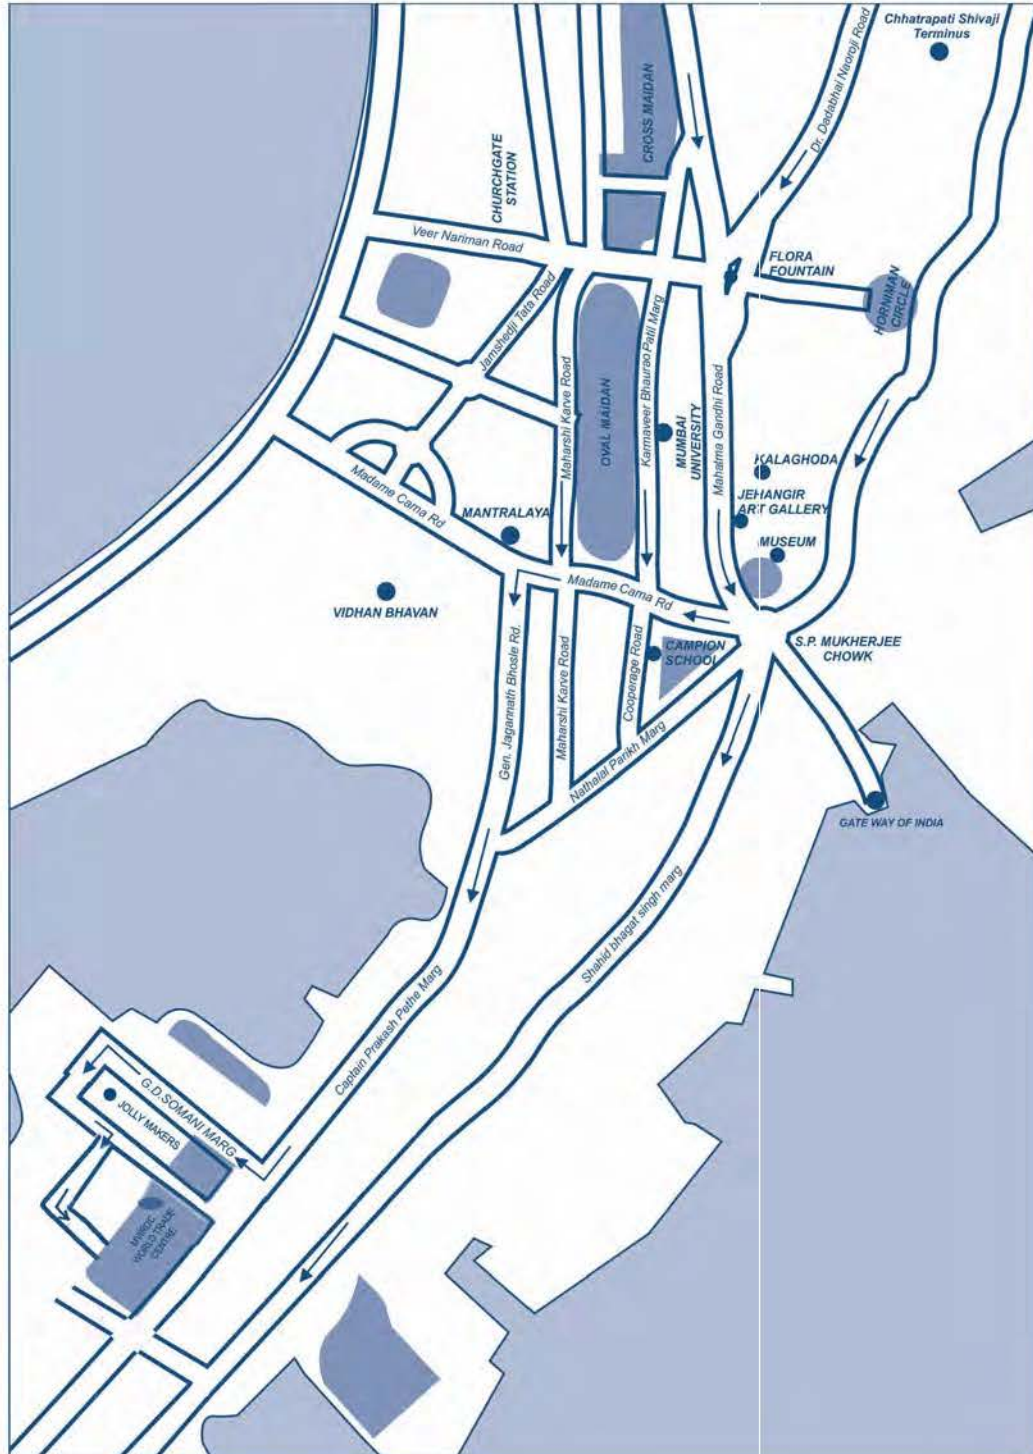 Chhatrapati Shivaji
Terminus
Dr. Dadabhai Naoroji Road
CROSS MAIDAN
CHURCHGATE
STATION
Veer Nariman Road
FLORA
FOUNTAIN
HORNIMAN
CIRCLE
Jamshedji Tata Road
Maharshi Karve Road
OVAL MAIDAN
Karmaveer Bhaurao Patil Marg
MUMBAI
UNIVERSITY
Mahatma Gandhi Road
KALAGHODA
JEHANGIR
ART GALLERY
MUSEUM
Madame Cama Rd
MANTRALAYA
VIDHAN BHAVAN
Madame Cama Rd
S.P. MUKHERJEE
CHOWK
CAMPION
SCHOOL
Gen. Jagannath Bhosle Rd.
Maharshi Karve Road
Cooperage Road
Nathalal Parikh Marg
GATE WAY OF INDIA
Shahid bhagat singh marg
Captain Prakash Pethe Marg
G.D.SOMANI MARG
JOLLY MAKERS
WORLD TRADE
CENTRE